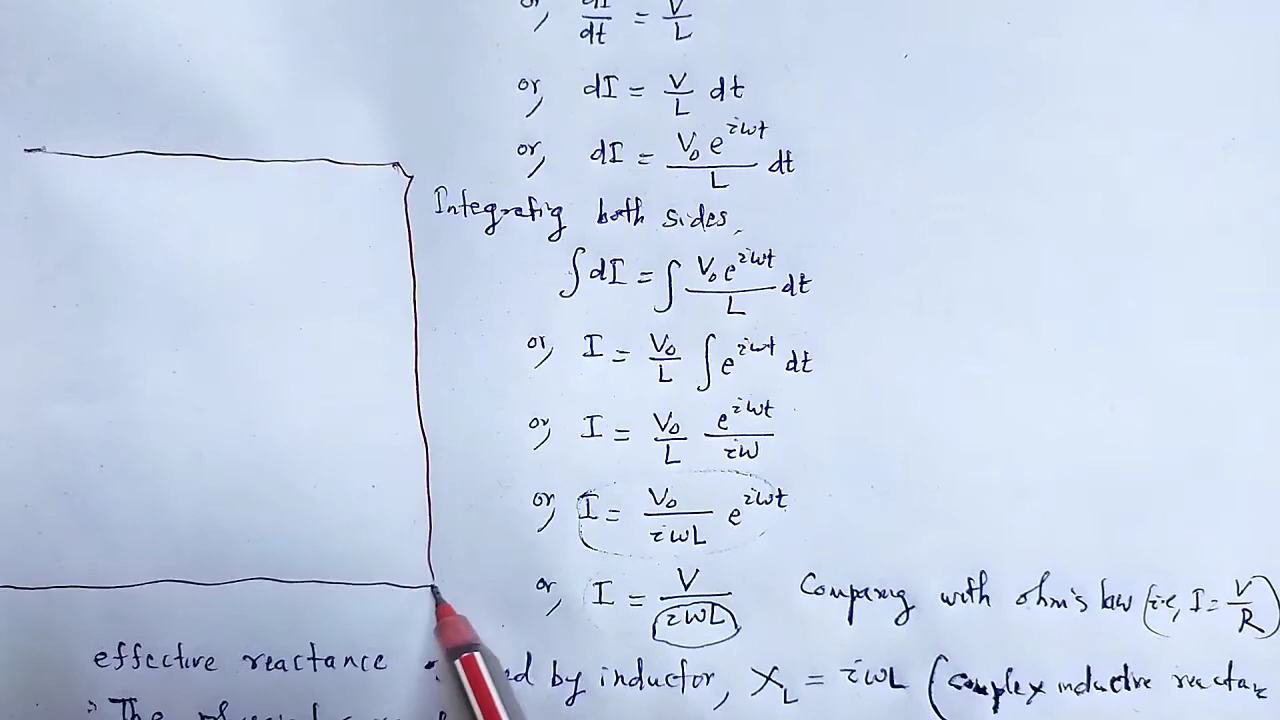 or, dI/dt = V/L
or, dI = V/L dt
or, dI = V₀e^{iωt}/L dt
Integrating both sides,
∫dI = ∫ V₀e^{iωt}/L dt
or, I = V₀/L ∫e^{iωt} dt
or, I = V₀/L e^{iωt}/iω
or, I = V₀/iωL e^{iωt}
or, I = V/iωL Comparing with ohm's law (i.e, I = V/R)
effective reactance by inductor, X_L = iωL (complex inductive
The